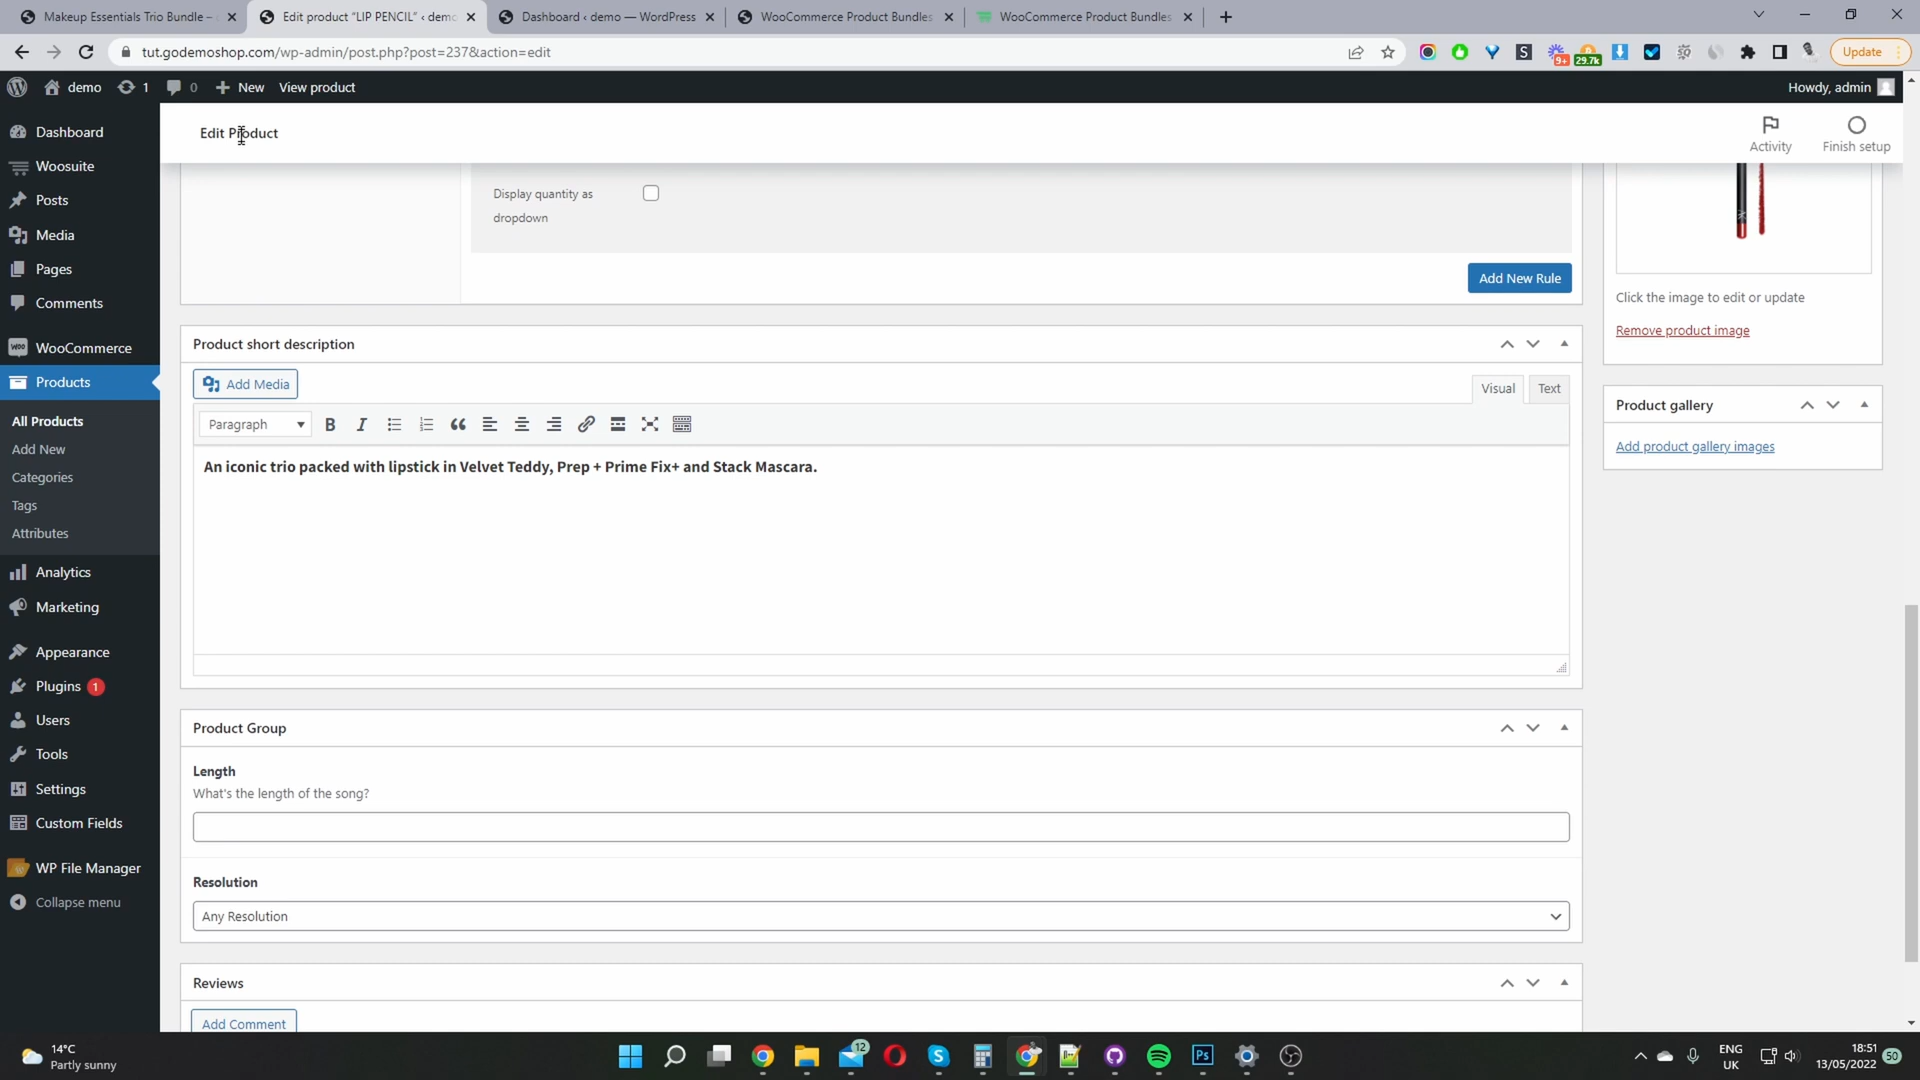 Makeup Essentials Trio Bundle –
Edit product “LIP PENCIL” ‹ demo
Dashboard ‹ demo — WordPress
WooCommerce Product Bundles
WooCommerce Product Bundles
tut.godemoshop.com/wp-admin/post.php?post=237&action=edit
9+
29.7k
Update
demo
1
0
New
View product
Howdy, admin
Dashboard
Woosuite
Posts
Media
Pages
Comments
WooCommerce
Products
All Products
Add New
Categories
Tags
Attributes
Analytics
Marketing
Appearance
Plugins 1
Users
Tools
Settings
Custom Fields
WP File Manager
Collapse menu
Edit Product
Activity
Finish setup
Display quantity as
dropdown
Add New Rule
Product short description
Add Media
Visual
Text
Paragraph
An iconic trio packed with lipstick in Velvet Teddy, Prep + Prime Fix+ and Stack Mascara.
Product Group
Length
What's the length of the song?
Resolution
Any Resolution
Reviews
Add Comment
Click the image to edit or update
Remove product image
Product gallery
Add product gallery images
14°C
Partly sunny
12
Ps
ENG
UK
18:51
13/05/2022
50